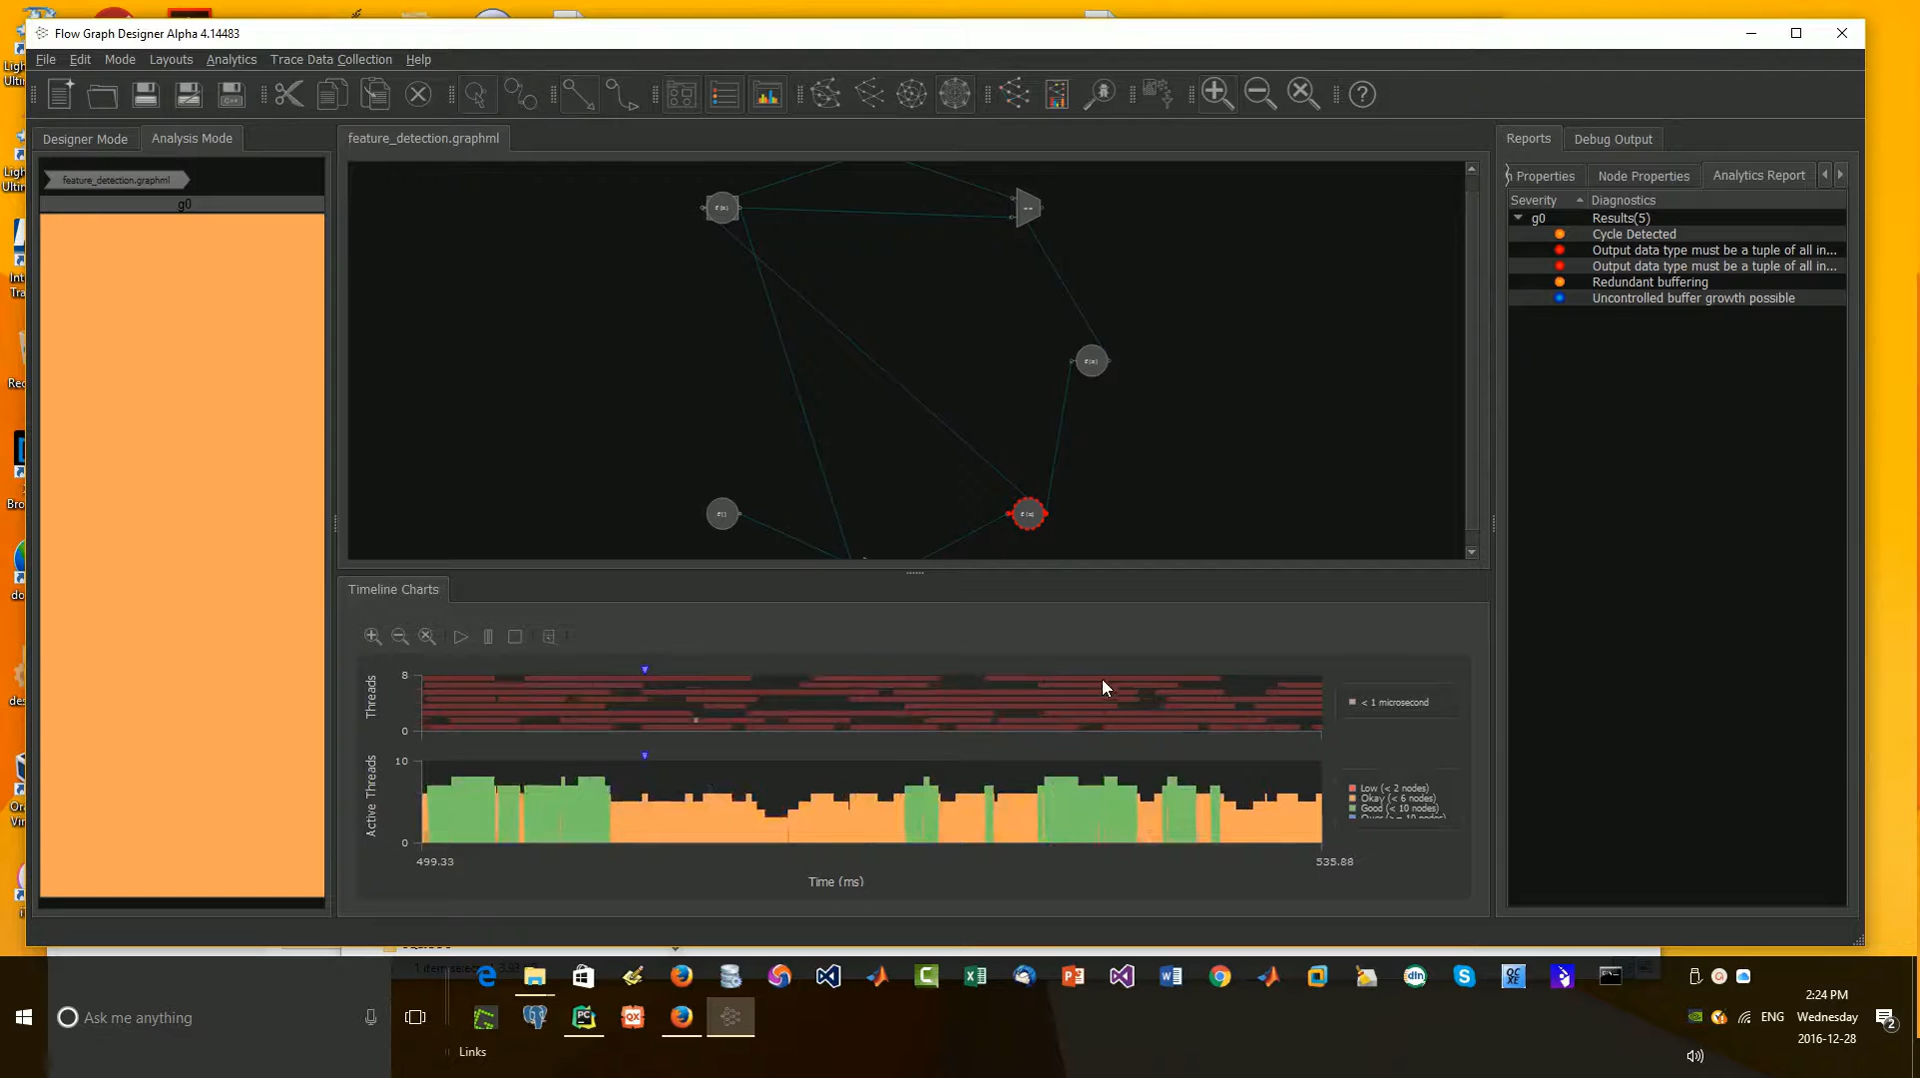 Flow Graph Designer Alpha 4.14483
File Edit Mode Layouts Analytics Trace Data Collection Help
Designer Mode Analysis Mode
feature_detection.graphml
g0
feature_detection.graphml
Reports Debug Output
Properties Node Properties Analytics Report
Severity Diagnostics
g0 Results(5)
Cycle Detected
Output data type must be a tuple of all in...
Output data type must be a tuple of all in...
Redundant buffering
Uncontrolled buffer growth possible
Timeline Charts
Threads
8
0
< 1 microsecond
Active Threads
10
0
Low (< 2 nodes)
Okay (< 6 nodes)
Good (< 10 nodes)
499.33
535.88
Time (ms)
Ask me anything
Links
ENG
2:24 PM
Wednesday
2016-12-28
2